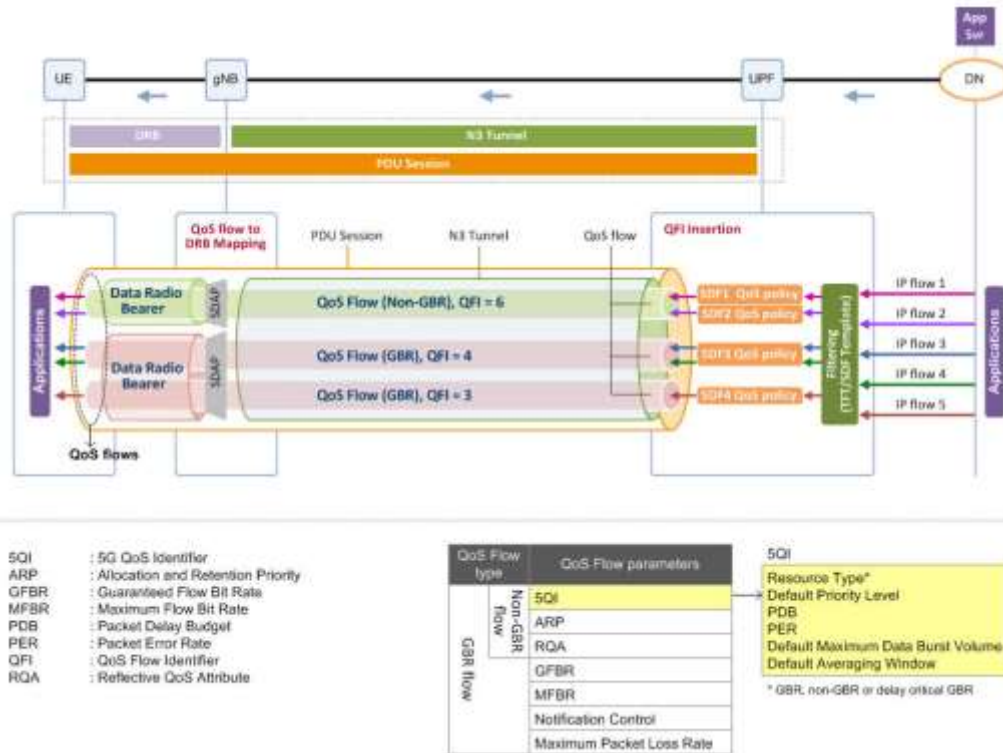 App
Svr
UE
gNB
UPF
DN
DRB
N3 Tunnel
PDU Session
QoS flow to
DRB Mapping
PDU Session
N3 Tunnel
QoS flow
QFI Insertion
Applications
Data Radio
Bearer
SDAP
QoS Flow (Non-GBR), QFI = 6
SDF1 QoS policy
SDF2 QoS policy
Data Radio
Bearer
SDAP
QoS Flow (GBR), QFI = 4
SDF3 QoS policy
QoS Flow (GBR), QFI = 3
SDF4 QoS policy
Filtering
(TFT/SDF Template)
IP flow 1
IP flow 2
IP flow 3
IP flow 4
IP flow 5
Applications
QoS flows
5QI : 5G QoS Identifier
ARP : Allocation and Retention Priority
GFBR : Guaranteed Flow Bit Rate
MFBR : Maximum Flow Bit Rate
PDB : Packet Delay Budget
PER : Packet Error Rate
QFI : QoS Flow Identifier
RQA : Reflective QoS Attribute
QoS Flow
type
QoS Flow parameters
GBR flow
Non-GBR
flow
5QI
ARP
RQA
GFBR
MFBR
Notification Control
Maximum Packet Loss Rate
5QI
Resource Type*
Default Priority Level
PDB
PER
Default Maximum Data Burst Volume
Default Averaging Window
* GBR, non-GBR or delay critical GBR